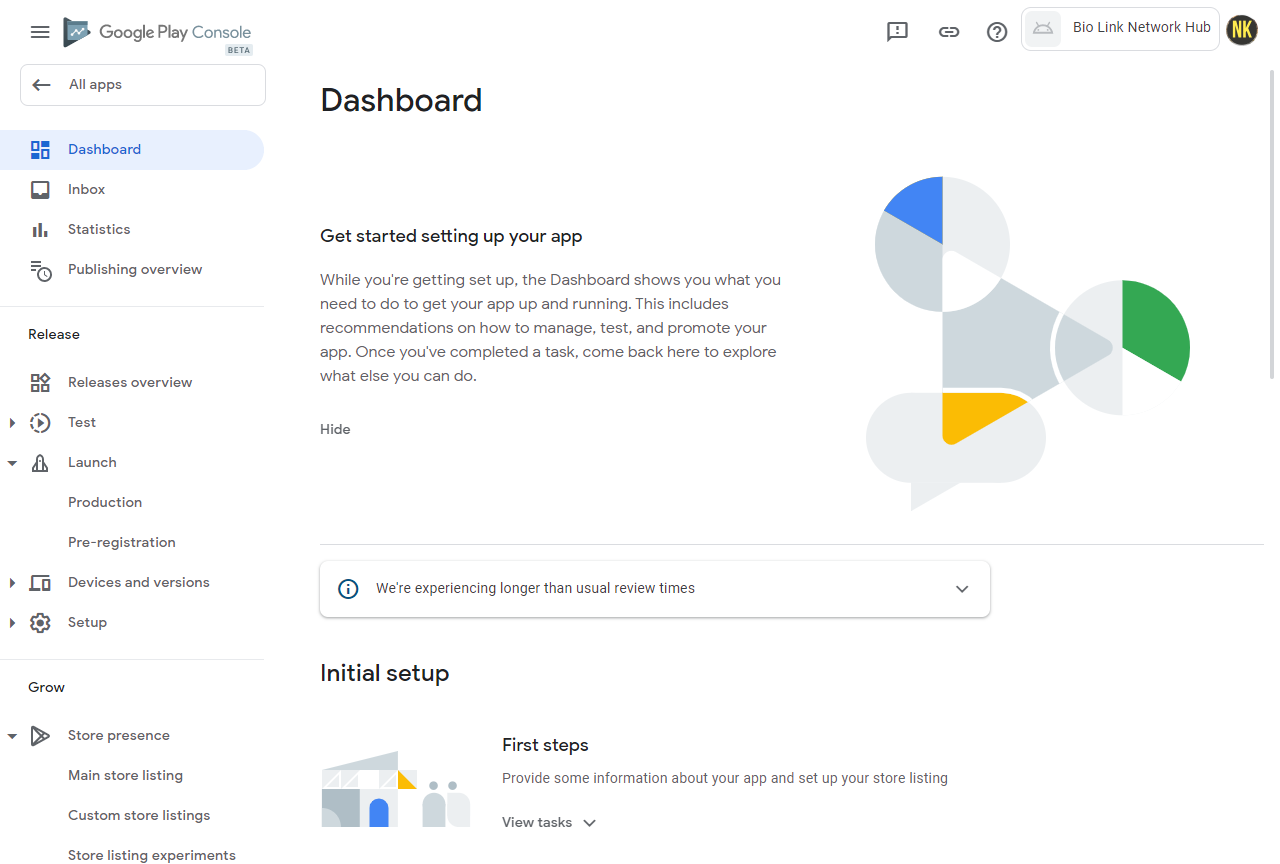 Google Play Console
BETA
Bio Link Network Hub
NK
All apps
Dashboard
Inbox
Statistics
Publishing overview
Release
Releases overview
Test
Launch
Production
Pre-registration
Devices and versions
Setup
Grow
Store presence
Main store listing
Custom store listings
Store listing experiments
Dashboard
Get started setting up your app
While you're getting set up, the Dashboard shows you what you
need to do to get your app up and running. This includes
recommendations on how to manage, test, and promote your
app. Once you've completed a task, come back here to explore
what else you can do.
Hide
We're experiencing longer than usual review times
Initial setup
First steps
Provide some information about your app and set up your store listing
View tasks